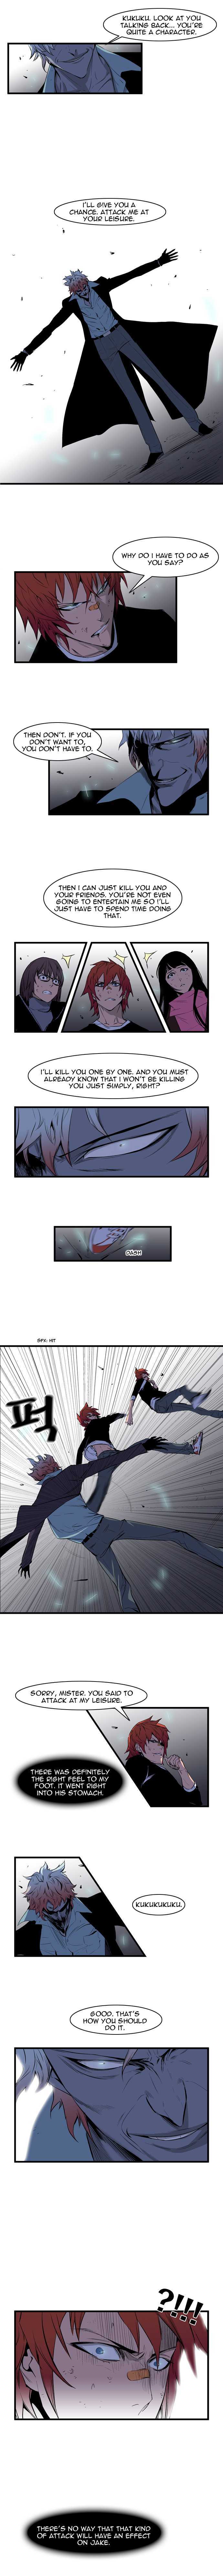 KUKUKU. LOOK AT YOU
TALKING BACK... YOU'RE
QUITE A CHARACTER.
I'LL GIVE YOU A
CHANCE. ATTACK ME AT
YOUR LEISURE.
WHY DO I HAVE TO DO AS
YOU SAY?
THEN DON'T. IF YOU
DON'T WANT TO,
YOU DON'T HAVE TO.
THEN I CAN JUST KILL YOU AND
YOUR FRIENDS. YOU'RE NOT EVEN
GOING TO ENTERTAIN ME SO I'LL
JUST HAVE TO SPEND TIME DOING
THAT.
I'LL KILL YOU ONE BY ONE. AND YOU MUST
ALREADY KNOW THAT I WON'T BE KILLING
YOU JUST SIMPLY, RIGHT?
DASH
SFX: HIT
퍽
SORRY, MISTER. YOU SAID TO
ATTACK AT MY LEISURE.
THERE WAS DEFINITELY
THE RIGHT FEEL TO MY
FOOT. IT WENT RIGHT
INTO HIS STOMACH.
KUKUKUKUKU.
GOOD. THAT'S
HOW YOU SHOULD
DO IT.
?!!!
THERE'S NO WAY THAT THAT KIND
OF ATTACK WILL HAVE AN EFFECT
ON JAKE.